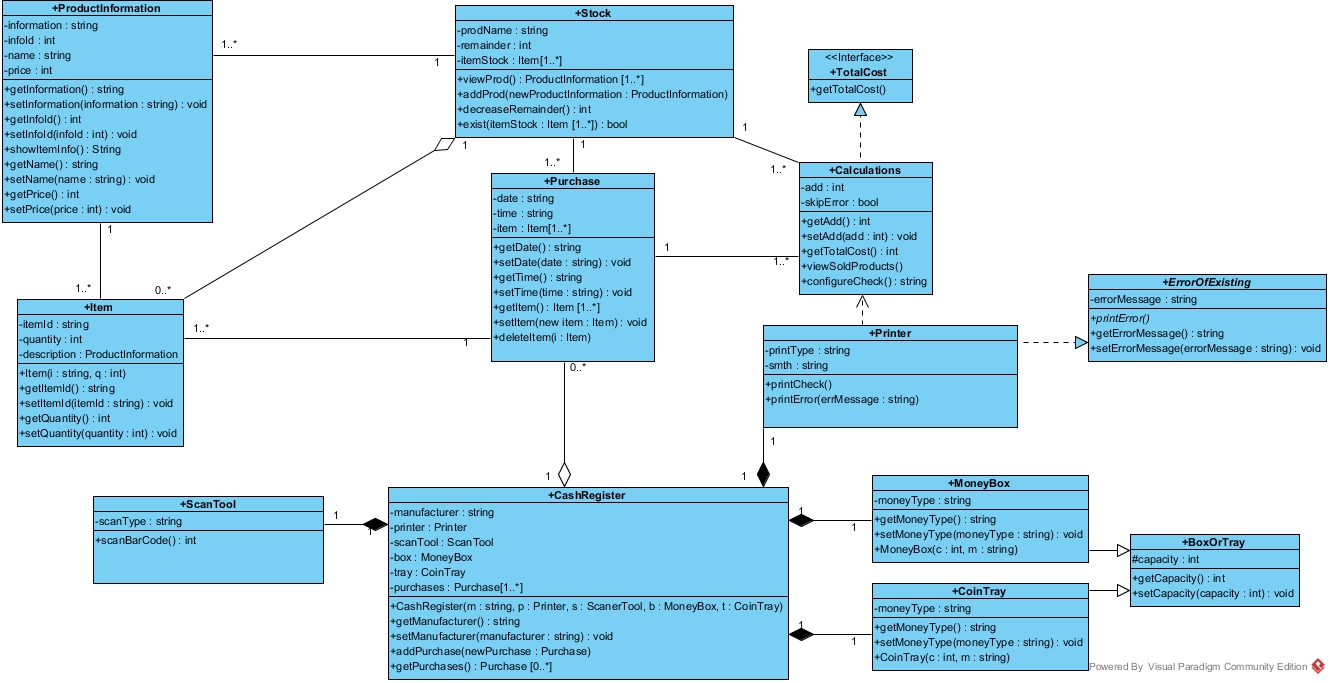 +ProductInformation
-information : string
-infoId : int
-name : string
-price : int
+getInformation() : string
+setInformation(information : string) : void
+getInfoId() : int
+setInfoId(infoId : int) : void
+showItemInfo() : String
+getName() : string
+setName(name : string) : void
+getPrice() : int
+setPrice(price : int) : void
1..*
1
+Stock
-prodName : string
-remainder : int
-itemStock : Item[1..*]
+viewProd() : ProductInformation [1..*]
+addProd(newProductInformation : ProductInformation)
+decreaseRemainder() : int
+exist(itemStock : Item [1..*]) : bool
1
0..*
1
1..*
1
1..*
<<Interface>>
+TotalCost
+getTotalCost()
+Calculations
-add : int
-skipError : bool
+getAdd() : int
+setAdd(add : int) : void
+getTotalCost() : int
+viewSoldProducts()
+configureCheck() : string
+Purchase
-date : string
-time : string
-item : Item[1..*]
+getDate() : string
+setDate(date : string) : void
+getTime() : string
+setTime(time : string) : void
+getItem() : Item [1..*]
+setItem(new item : Item) : void
+deleteItem(i : Item)
1
1..*
1
1..*
+Item
-itemId : string
-quantity : int
-description : ProductInformation
+Item(i : string, q : int)
+getItemId() : string
+setItemId(itemId : string) : void
+getQuantity() : int
+setQuantity(quantity : int) : void
1..*
1
+ErrorOfExisting
-errorMessage : string
+printError()
+getErrorMessage() : string
+setErrorMessage(errorMessage : string) : void
+Printer
-printType : string
-smth : string
+printCheck()
+printError(errMessage : string)
0..*
1
1
1
+ScanTool
-scanType : string
+scanBarCode() : int
1
1
+CashRegister
-manufacturer : string
-printer : Printer
-scanTool : ScanTool
-box : MoneyBox
-tray : CoinTray
-purchases : Purchase[1..*]
+CashRegister(m : string, p : Printer, s : ScanerTool, b : MoneyBox, t : CoinTray)
+getManufacturer() : string
+setManufacturer(manufacturer : string) : void
+addPurchase(newPurchase : Purchase)
+getPurchases() : Purchase [0..*]
1
1
+MoneyBox
-moneyType : string
+getMoneyType() : string
+setMoneyType(moneyType : string) : void
+MoneyBox(c : int, m : string)
1
1
+CoinTray
-moneyType : string
+getMoneyType() : string
+setMoneyType(moneyType : string) : void
+CoinTray(c : int, m : string)
+BoxOrTray
#capacity : int
+getCapacity() : int
+setCapacity(capacity : int) : void
Powered By Visual Paradigm Community Edition